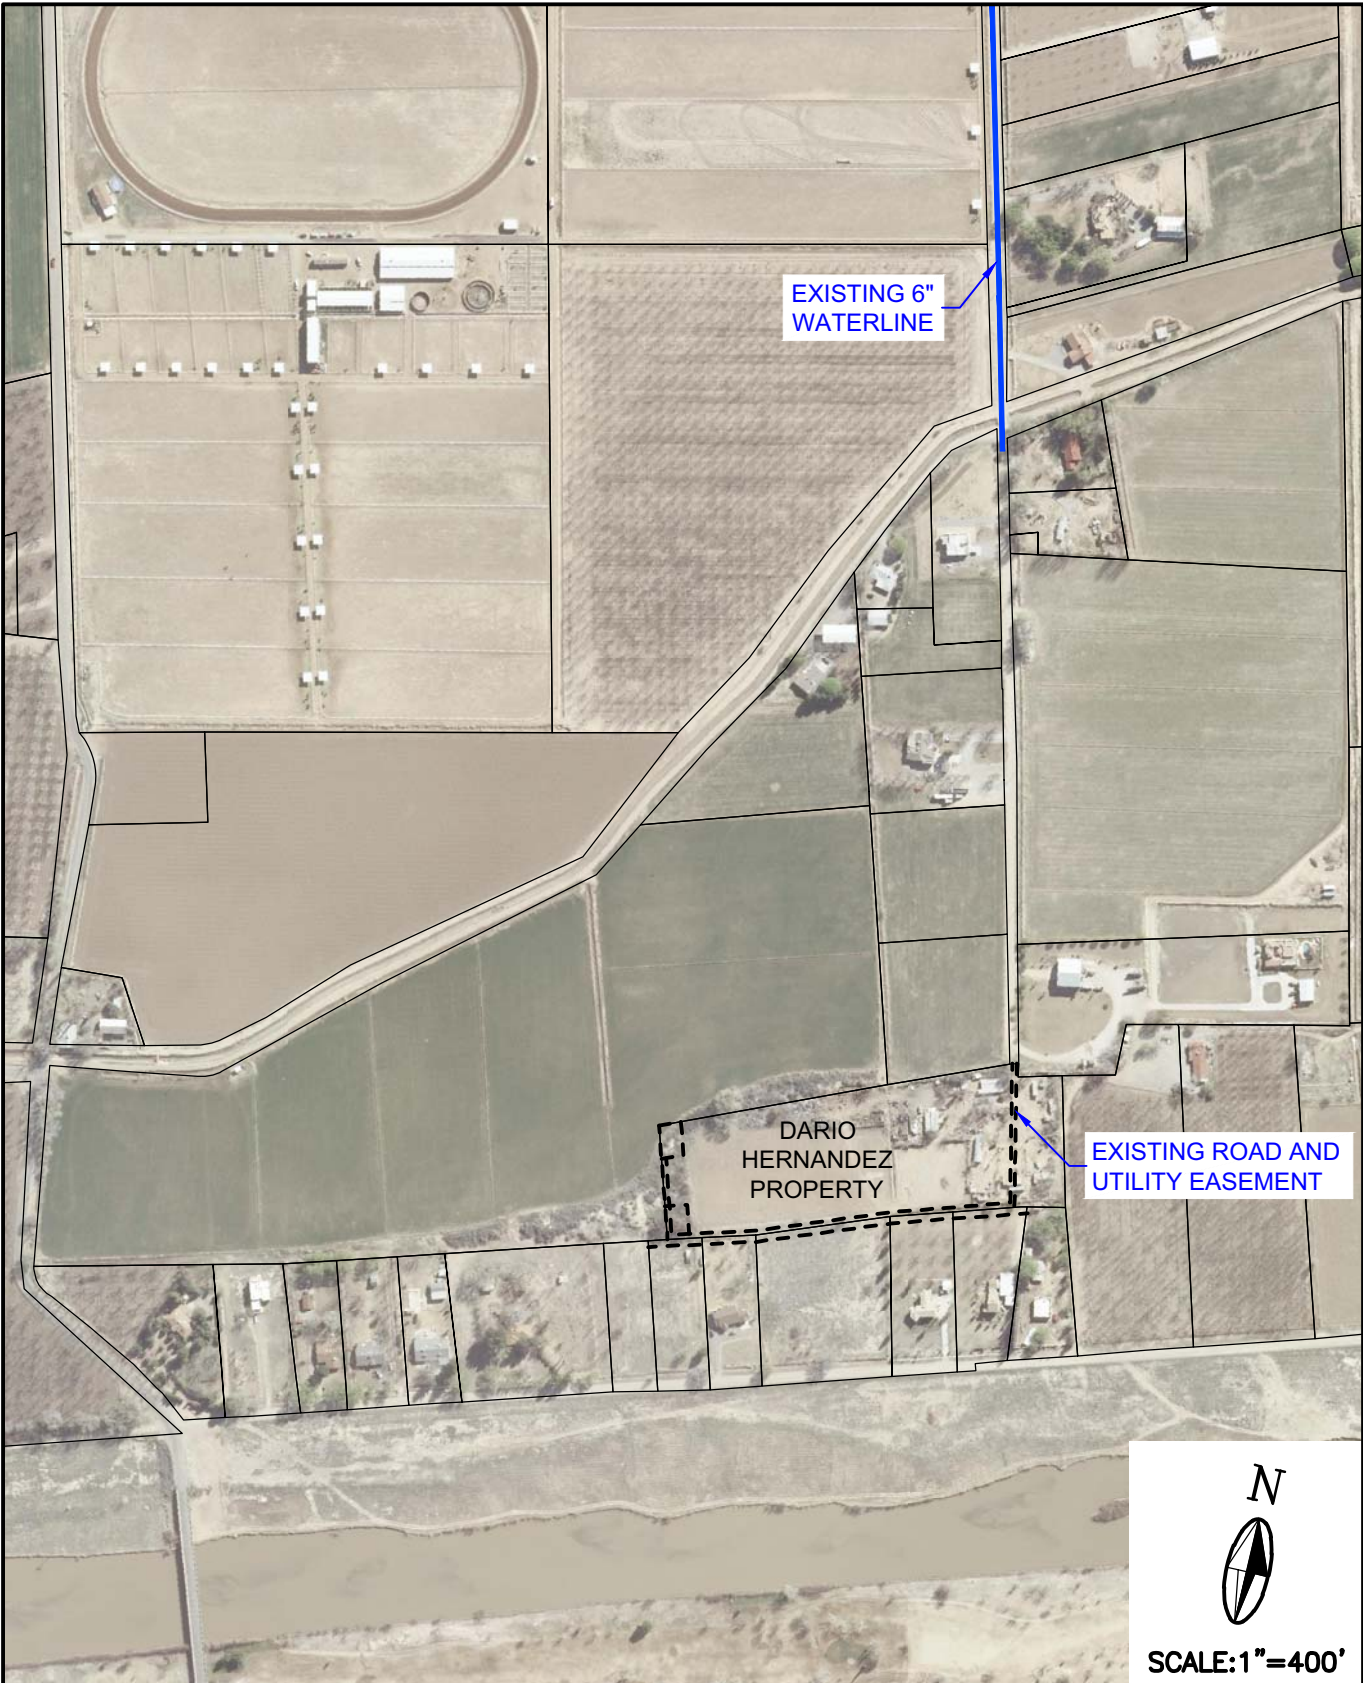 EXISTING 6"
WATERLINE
DARIO
HERNANDEZ
PROPERTY
EXISTING ROAD AND
UTILITY EASEMENT
N
SCALE:1"=400'